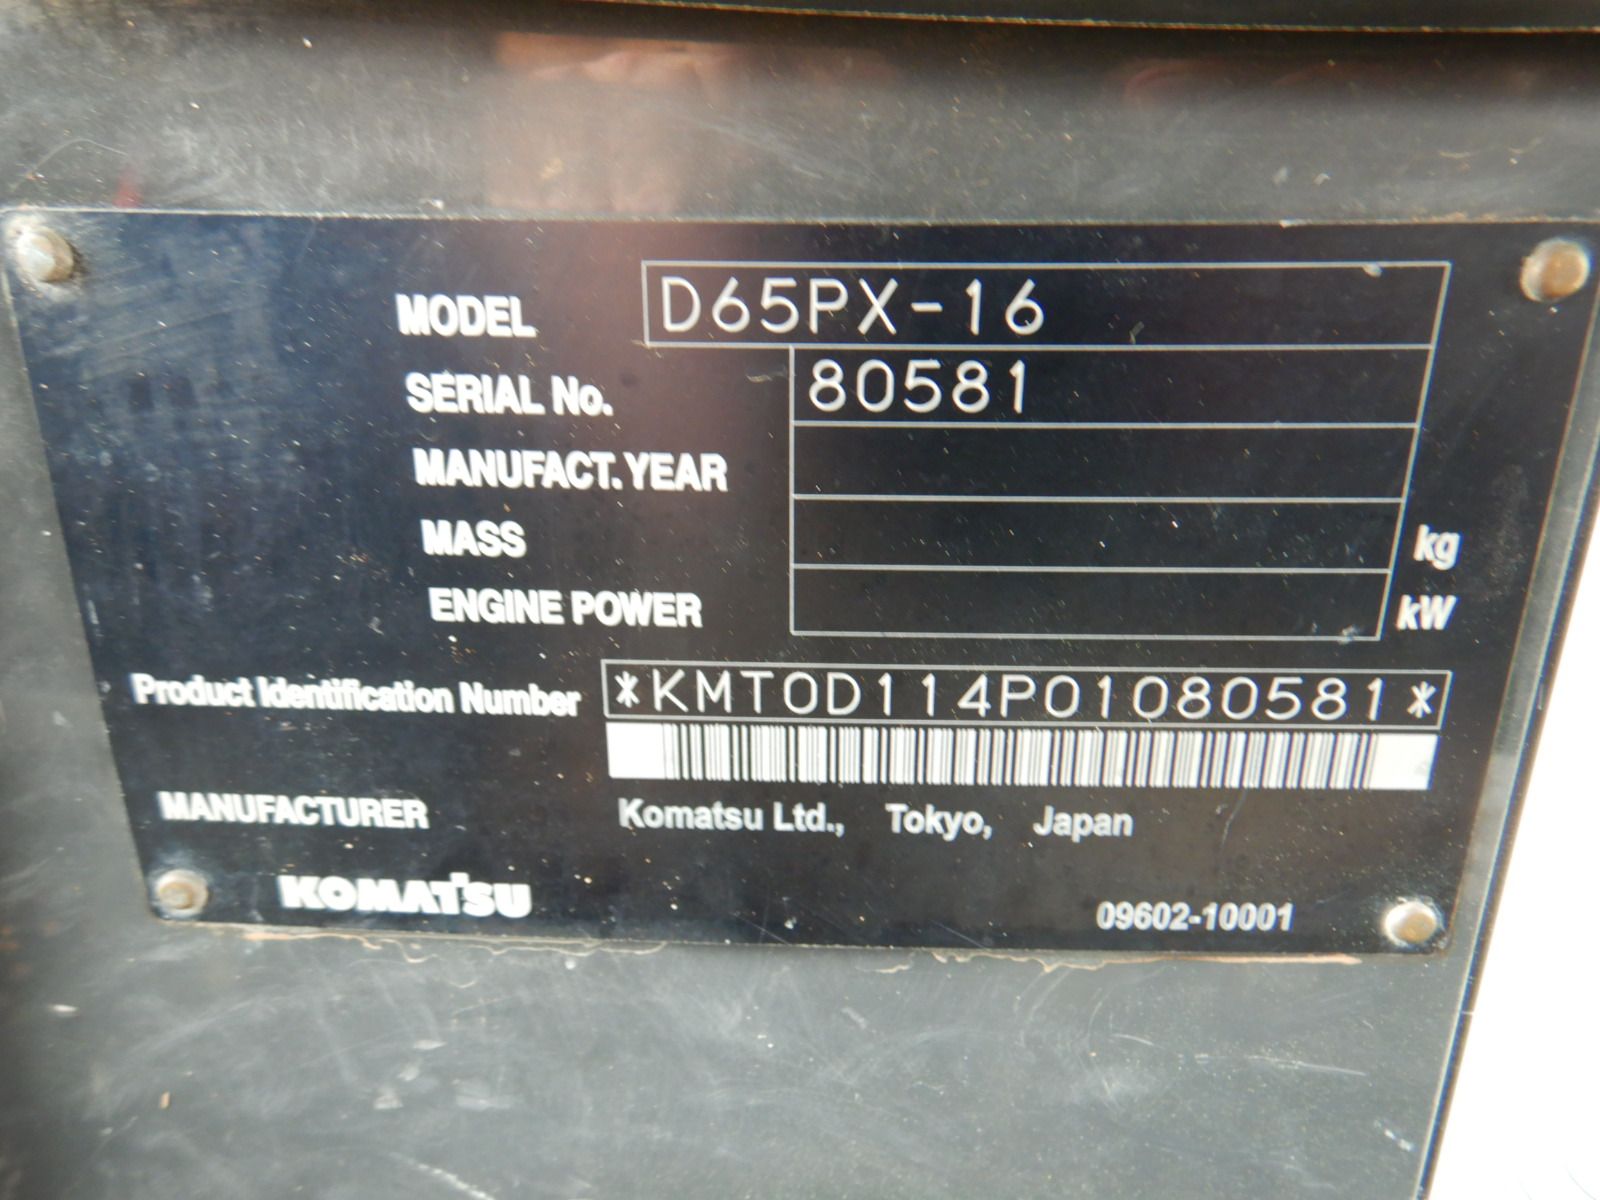 MODEL D65PX-16
SERIAL No. 80581
MANUFACT. YEAR
MASS kg
ENGINE POWER kW
Product Identification Number *KMT0D114P01080581*
MANUFACTURER Komatsu Ltd., Tokyo, Japan
KOMATSU 09602-10001